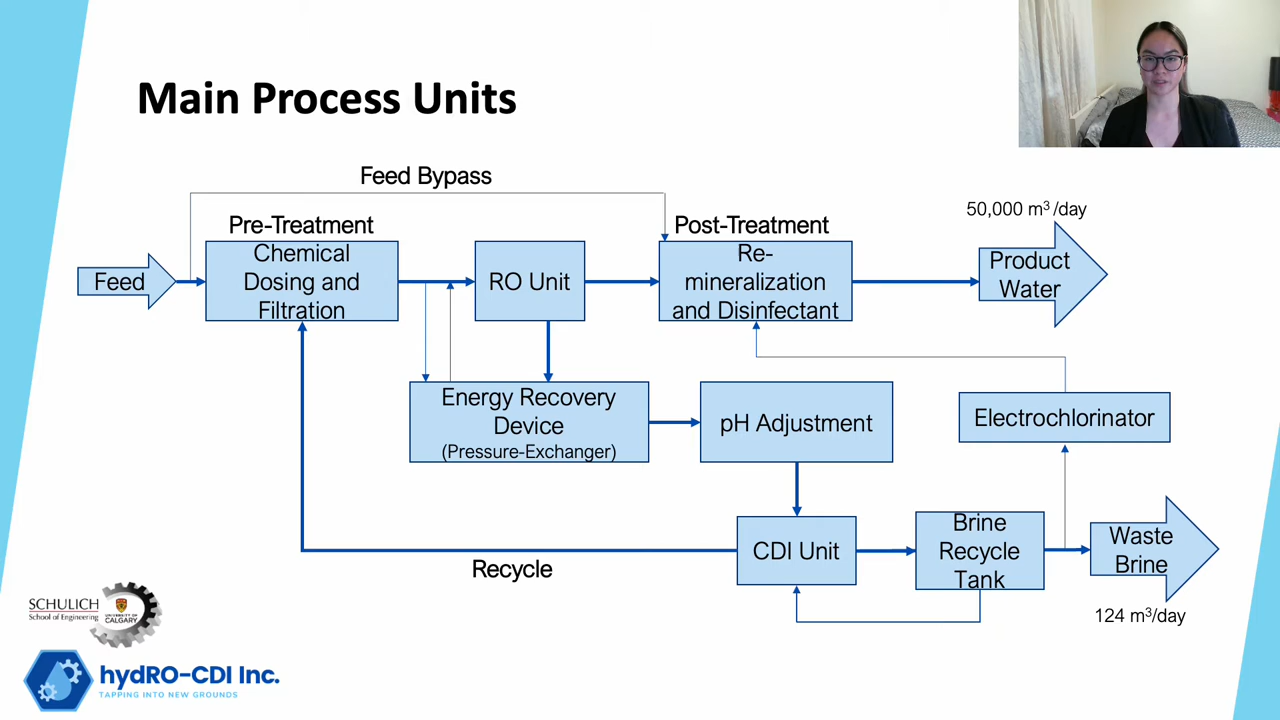 Main Process Units
Feed Bypass
50,000 m³/day
Pre-Treatment
Post-Treatment
Feed
Chemical
Dosing and
Filtration
RO Unit
Re-
mineralization
and Disinfectant
Product
Water
Energy Recovery
Device
(Pressure-Exchanger)
pH Adjustment
Electrochlorinator
CDI Unit
Brine
Recycle
Tank
Waste
Brine
Recycle
124 m³/day
SCHULICH
School of Engineering
UNIVERSITY OF
CALGARY
hydRO-CDI Inc.
TAPPING INTO NEW GROUNDS